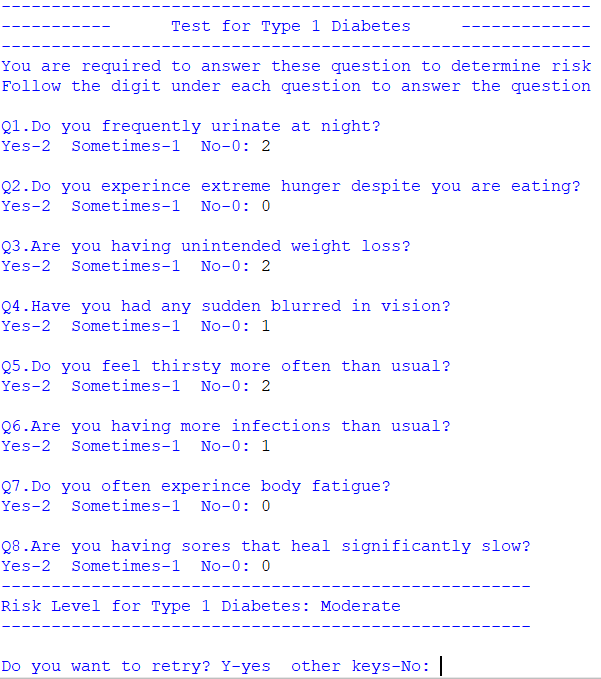 -----------------------------------------------------------
-----------      Test for Type 1 Diabetes     -------------
-----------------------------------------------------------
You are required to answer these question to determine risk
Follow the digit under each question to answer the question
Q1.Do you frequently urinate at night?
Yes-2  Sometimes-1  No-0: 2
Q2.Do you experince extreme hunger despite you are eating?
Yes-2  Sometimes-1  No-0: 0
Q3.Are you having unintended weight loss?
Yes-2  Sometimes-1  No-0: 2
Q4.Have you had any sudden blurred in vision?
Yes-2  Sometimes-1  No-0: 1
Q5.Do you feel thirsty more often than usual?
Yes-2  Sometimes-1  No-0: 2
Q6.Are you having more infections than usual?
Yes-2  Sometimes-1  No-0: 1
Q7.Do you often experince body fatigue?
Yes-2  Sometimes-1  No-0: 0
Q8.Are you having sores that heal significantly slow?
Yes-2  Sometimes-1  No-0: 0
-----------------------------------------------------
Risk Level for Type 1 Diabetes: Moderate
-----------------------------------------------------
Do you want to retry? Y-yes  other keys-No: